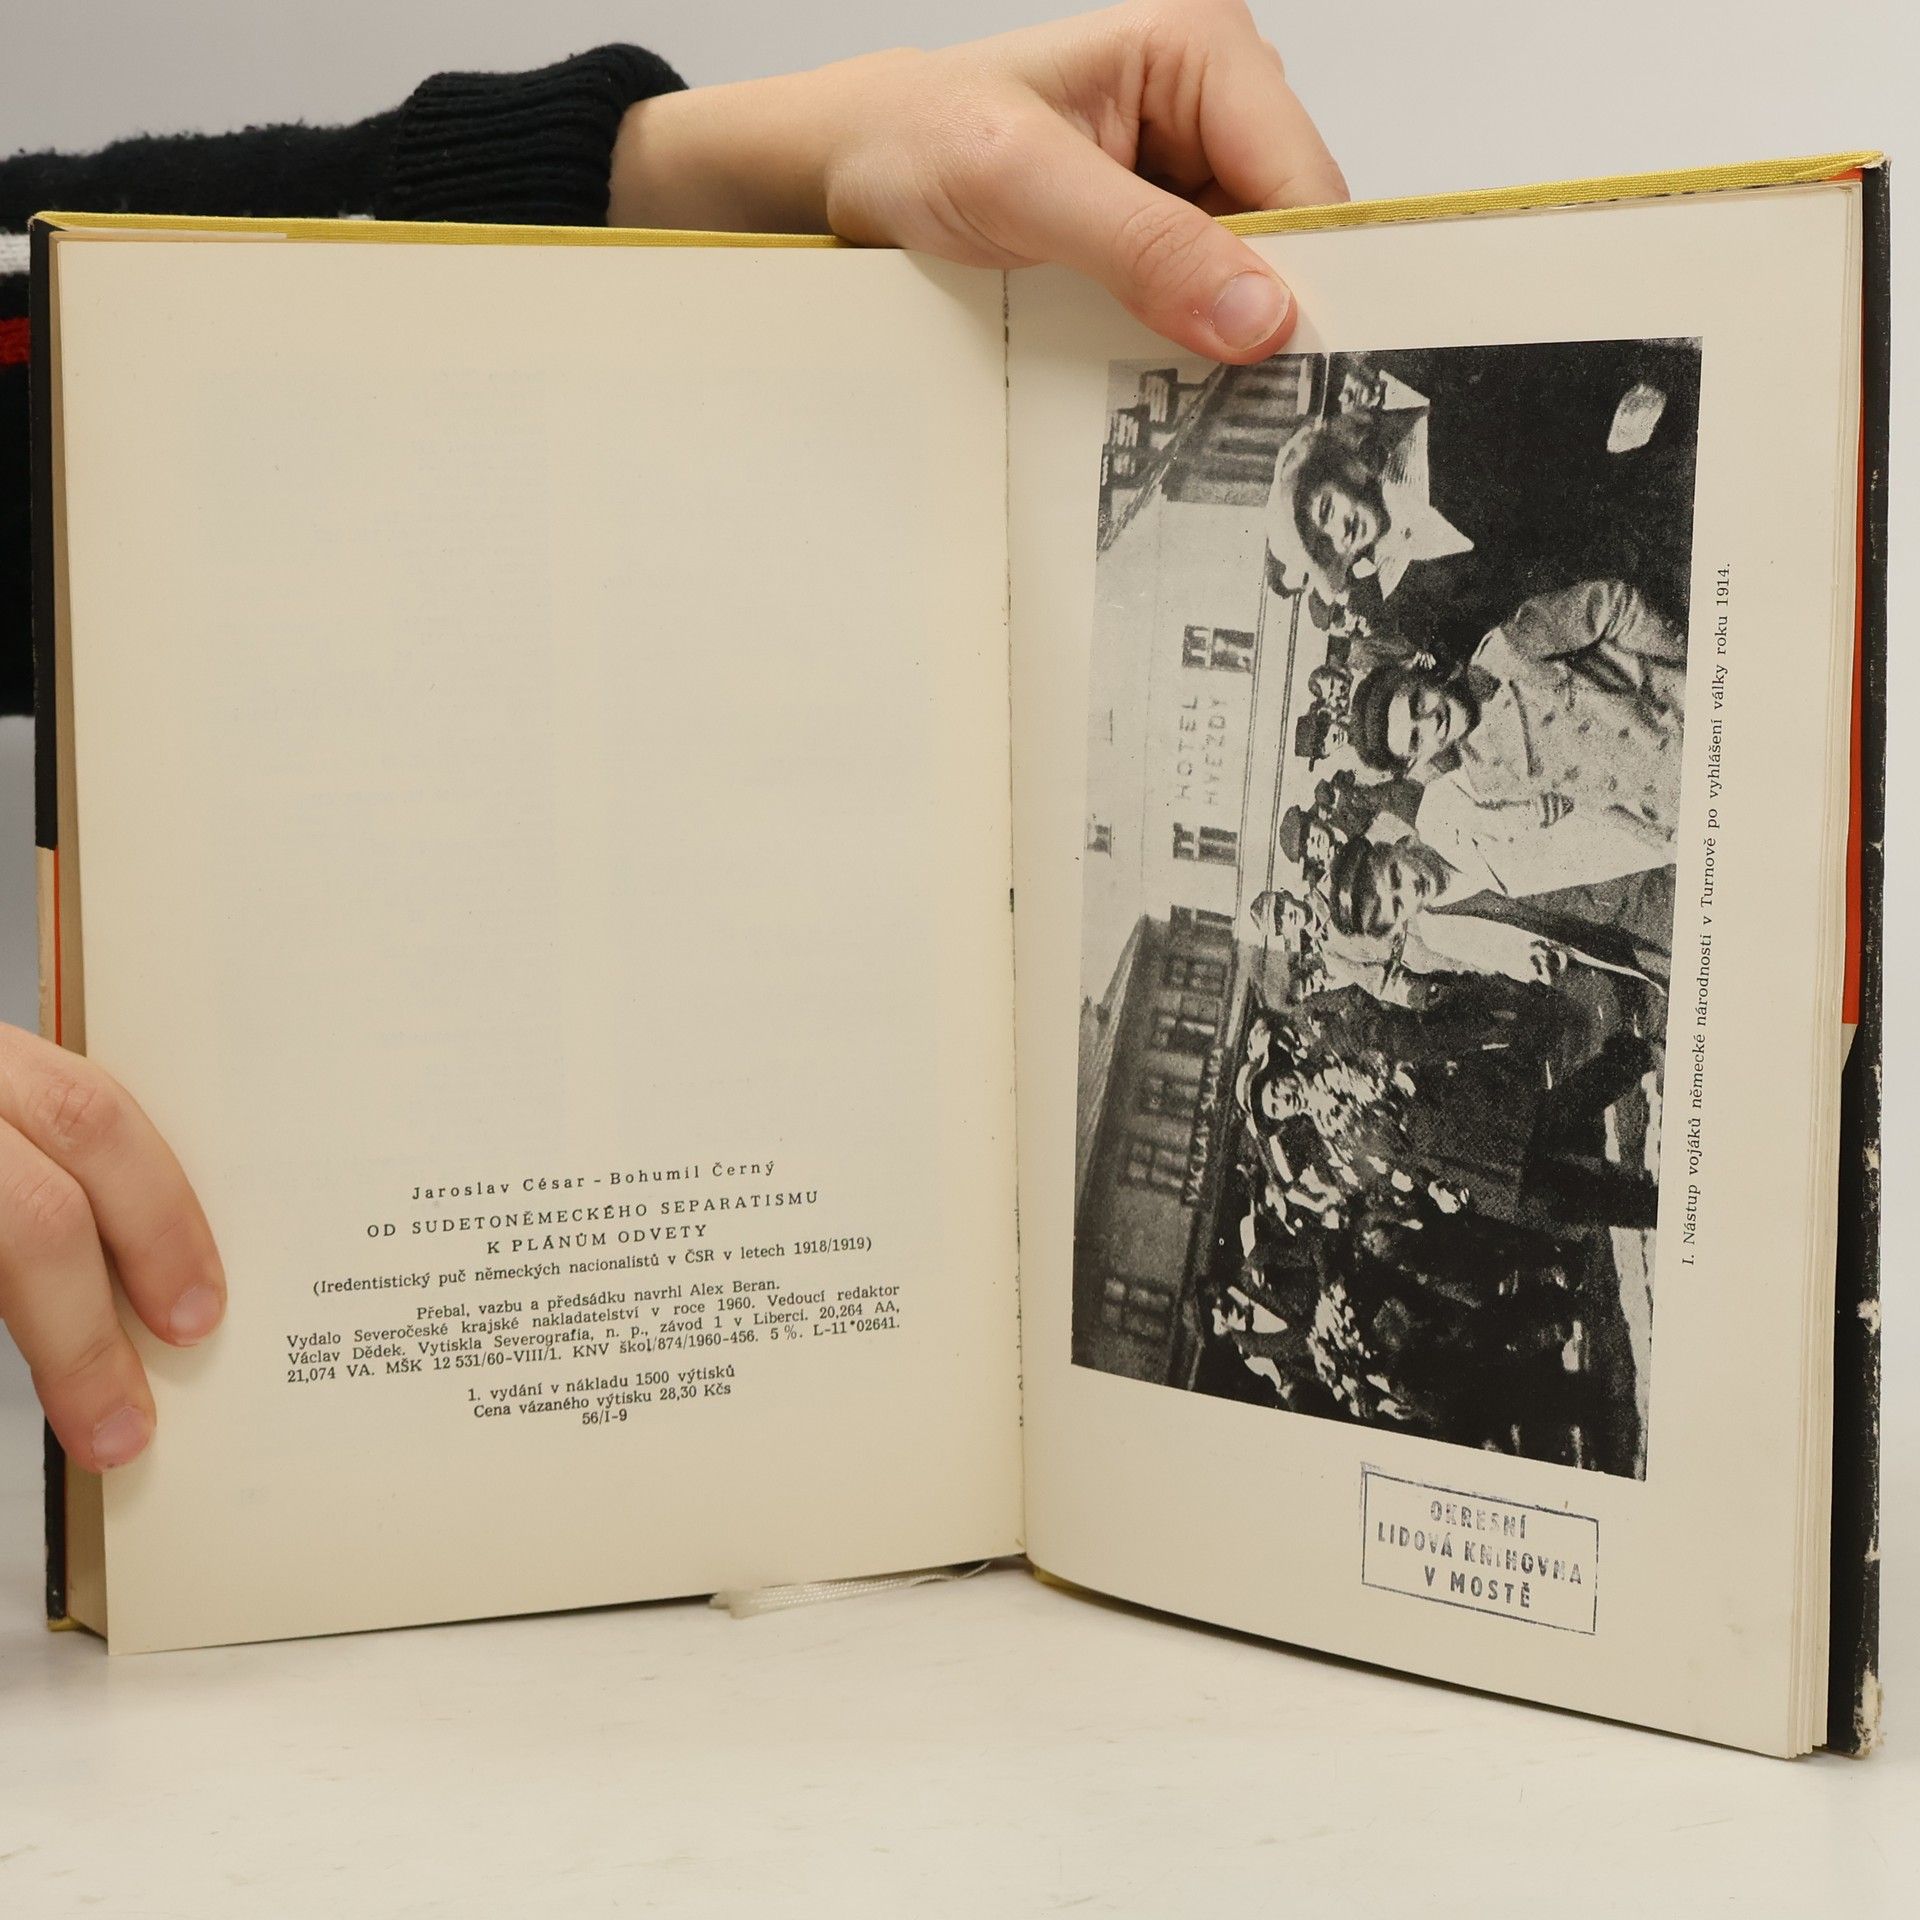 Jaroslav César – Bohumil Černý
OD SUDETONĚMECKÉHO SEPARATISMU
K PLÁNŮM ODVETY
(Iredentistický puč německých nacionalistů v ČSR v letech 1918/1919)
Přebal, vazbu a předsádku navrhl Alex Beran.
Vydalo Severočeské krajské nakladatelství v roce 1960. Vedoucí redaktor
Václav Dědek. Vytiskla Severografia, n. p., závod 1 v Liberci. 20,264 AA,
21,074 VA. MŠK 12 531/60-VIII/1. KNV škol/874/1960-456. 5 %. L-11*02641.
1. vydání v nákladu 1500 výtisků
Cena vázaného výtisku 28,30 Kčs
56/I-9
HOTEL
HVĚZDY
VÁCLAV SLÁMA
I. Nástup vojáků německé národnosti v Turnově po vyhlášení války roku 1914.
OKRESNÍ
LIDOVÁ KNIHOVNA
V MOSTĚ